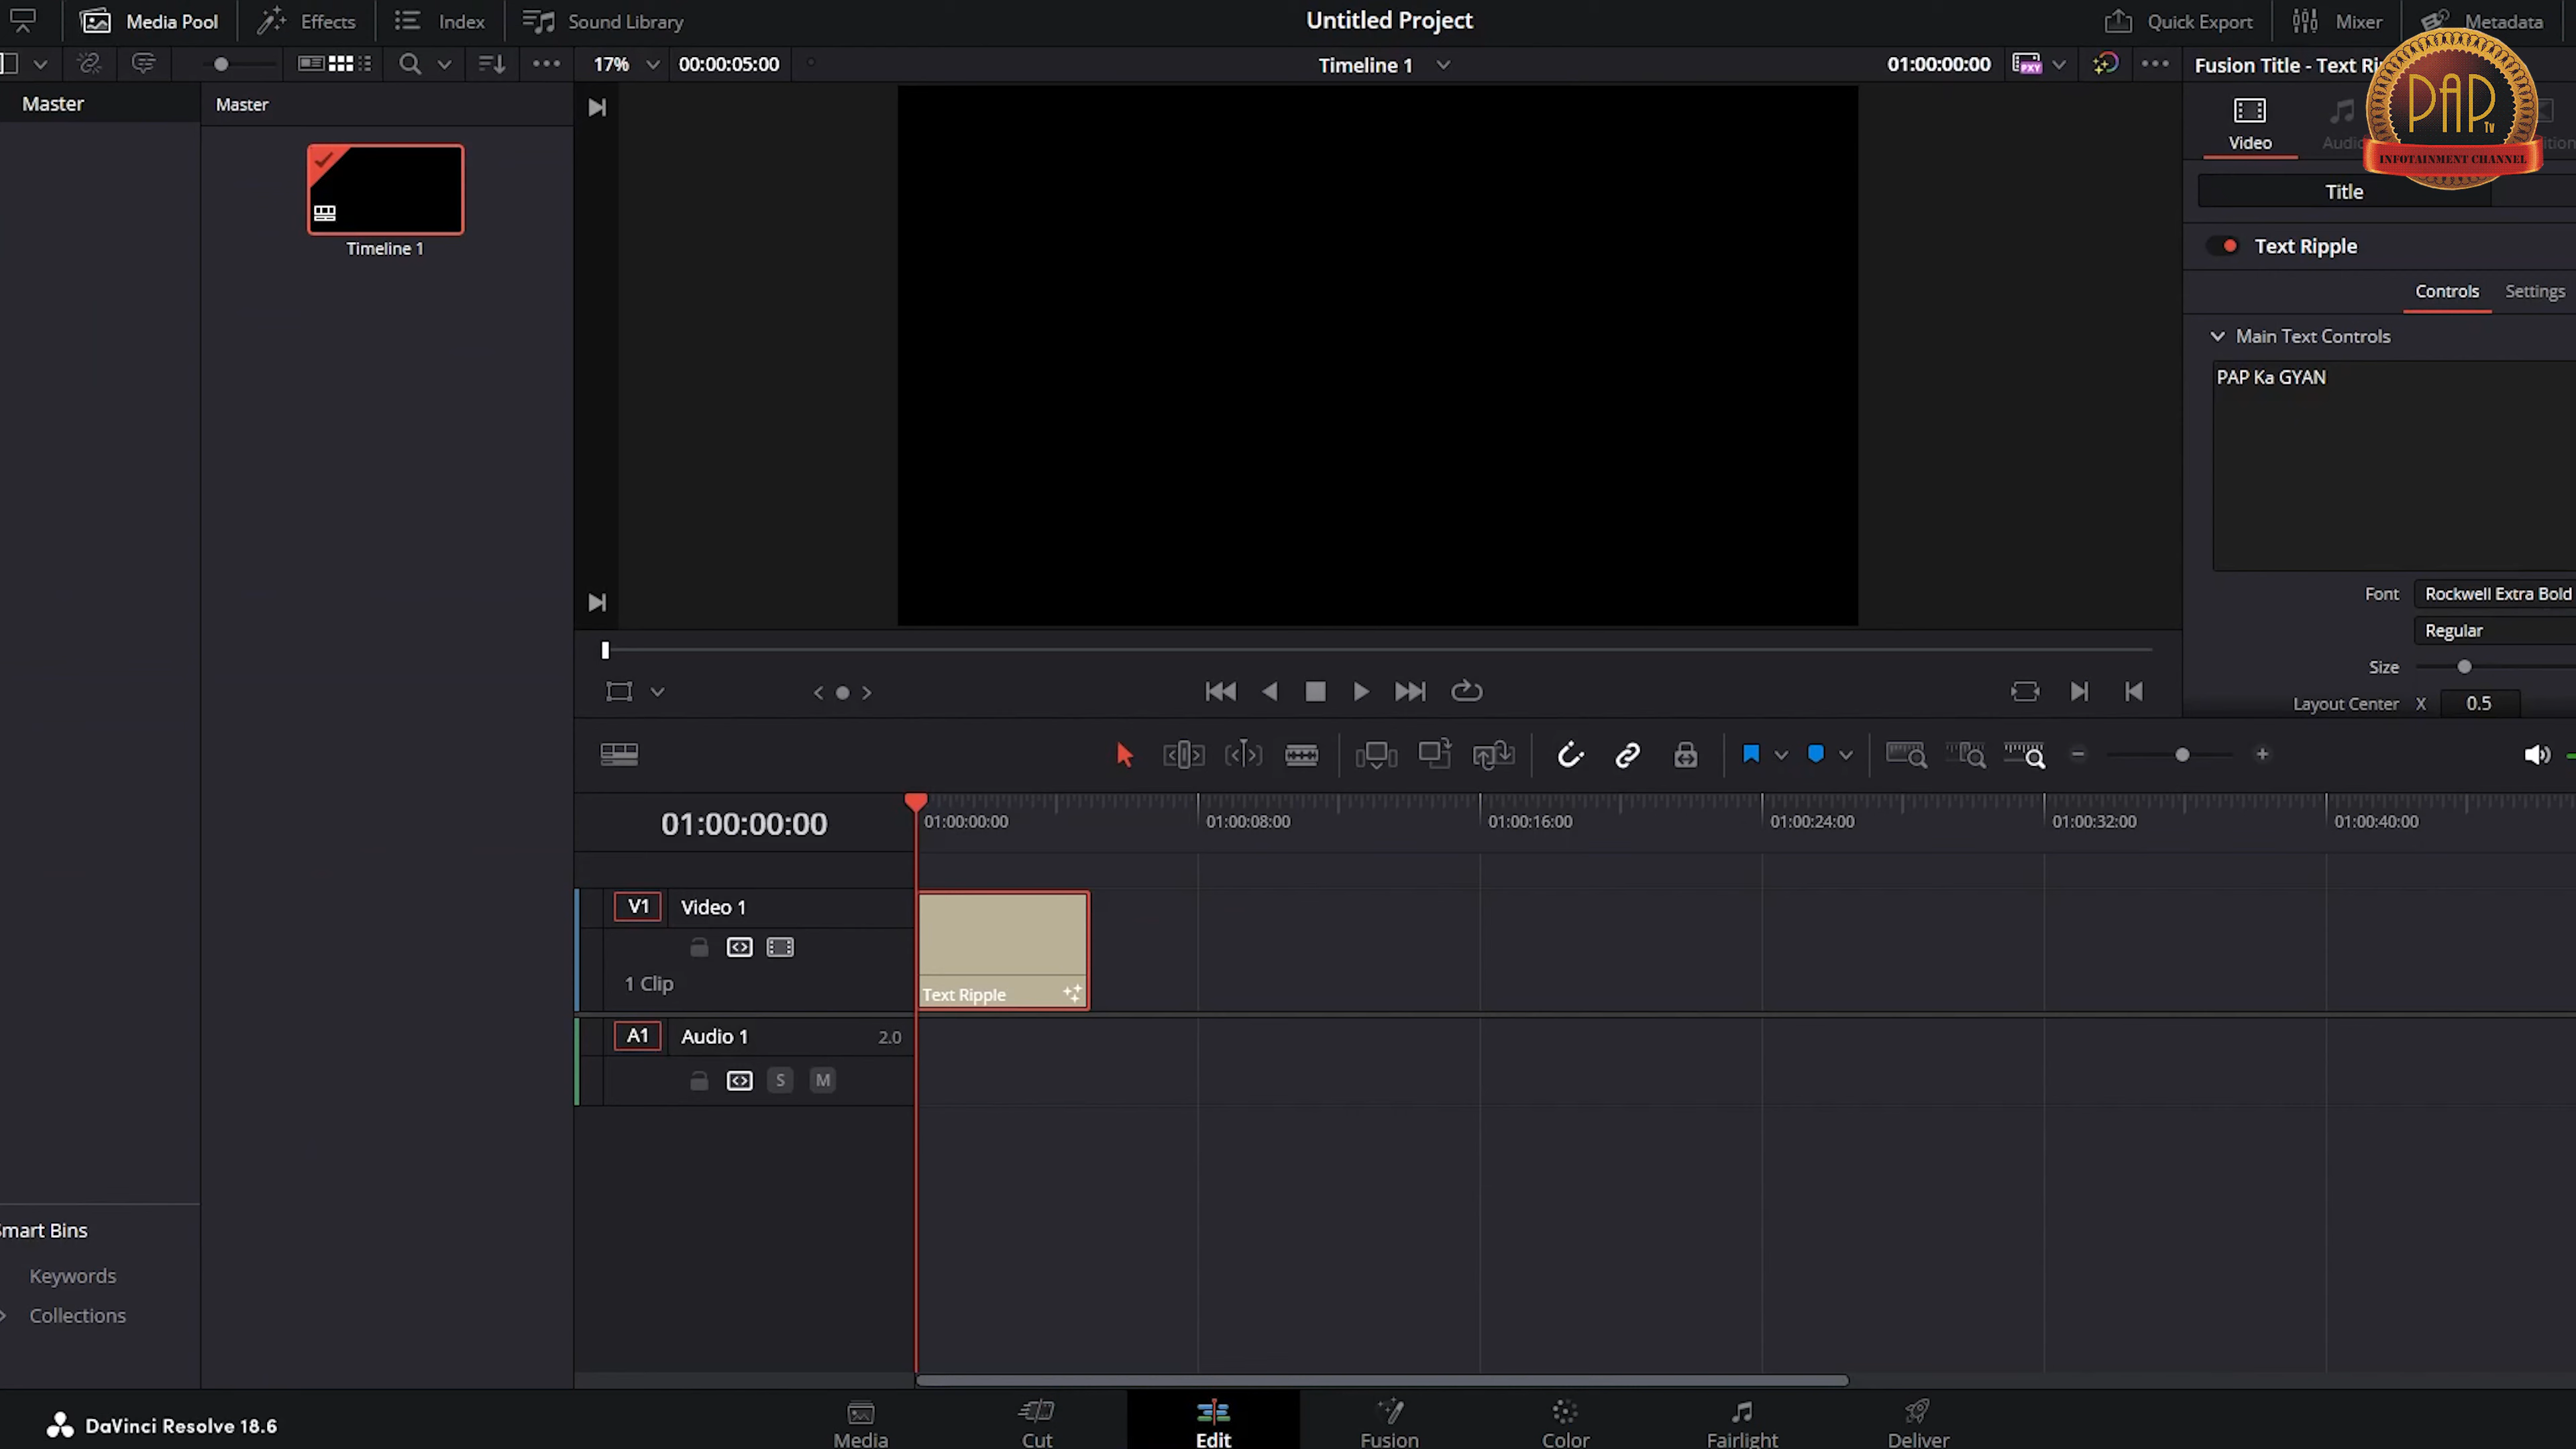 Media Pool
Effects
Index
Sound Library
Untitled Project
Quick Export
Mixer
Metadata
17%
00:00:05:00
Timeline 1
01:00:00:00
PXY
Fusion Title - Text Ri
Master
Master
Timeline 1
Video
Audio
PAP
Tv
INFOTAINMENT CHANNEL
Title
Text Ripple
Controls
Settings
Main Text Controls
PAP Ka GYAN
Font
Rockwell Extra Bold
Regular
Size
Layout Center
X
0.5
01:00:00:00
01:00:00:00
01:00:08:00
01:00:16:00
01:00:24:00
01:00:32:00
01:00:40:00
V1
Video 1
1 Clip
Text Ripple
A1
Audio 1
2.0
S
M
Smart Bins
Keywords
Collections
DaVinci Resolve 18.6
Media
Cut
Edit
Fusion
Color
Fairlight
Deliver